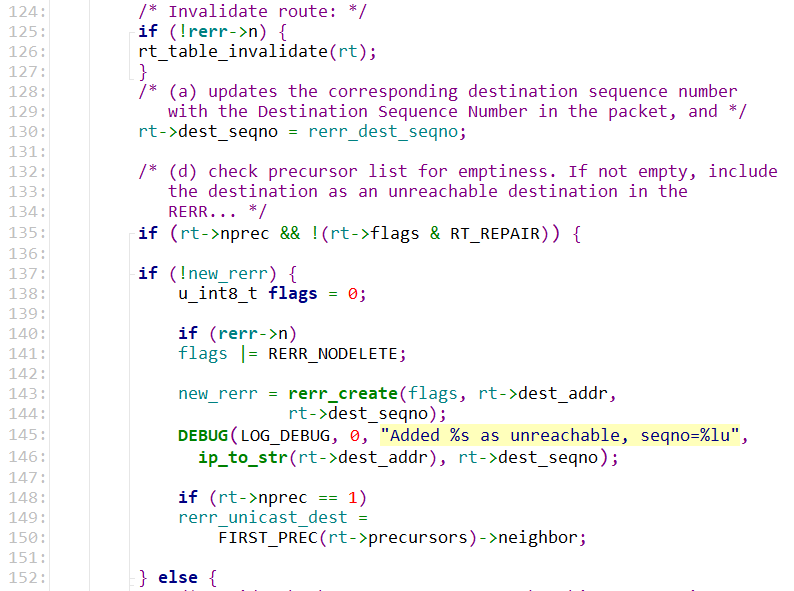 124: /* Invalidate route: */
125: if (!rerr->n) {
126: rt_table_invalidate(rt);
127: }
128: /* (a) updates the corresponding destination sequence number
129: with the Destination Sequence Number in the packet, and */
130: rt->dest_seqno = rerr_dest_seqno;
131:
132: /* (d) check precursor list for emptiness. If not empty, include
133: the destination as an unreachable destination in the
134: RERR... */
135: if (rt->nprec && !(rt->flags & RT_REPAIR)) {
136:
137: if (!new_rerr) {
138: u_int8_t flags = 0;
139:
140: if (rerr->n)
141: flags |= RERR_NODELETE;
142:
143: new_rerr = rerr_create(flags, rt->dest_addr,
144: rt->dest_seqno);
145: DEBUG(LOG_DEBUG, 0, "Added %s as unreachable, seqno=%lu",
146: ip_to_str(rt->dest_addr), rt->dest_seqno);
147:
148: if (rt->nprec == 1)
149: rerr_unicast_dest =
150: FIRST_PREC(rt->precursors)->neighbor;
151:
152: } else {